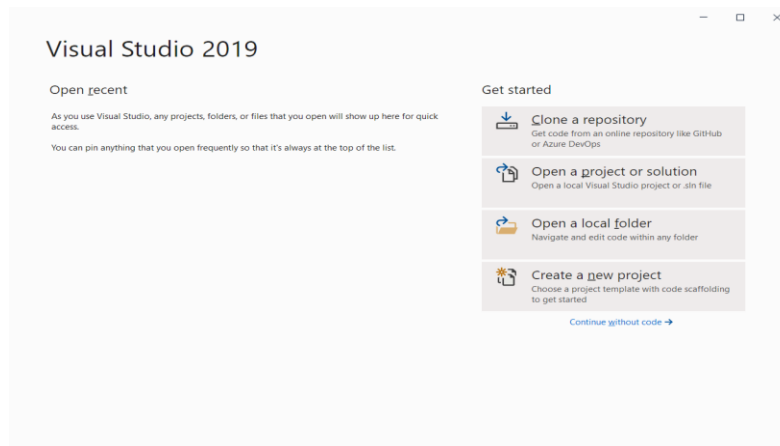 Visual Studio 2019
Open recent
As you use Visual Studio, any projects, folders, or files that you open will show up here for quick
access.
You can pin anything that you open frequently so that it's always at the top of the list.
Get started
Clone a repository
Get code from an online repository like GitHub
or Azure DevOps
Open a project or solution
Open a local Visual Studio project or .sln file
Open a local folder
Navigate and edit code within any folder
Create a new project
Choose a project template with code scaffolding
to get started
Continue without code →